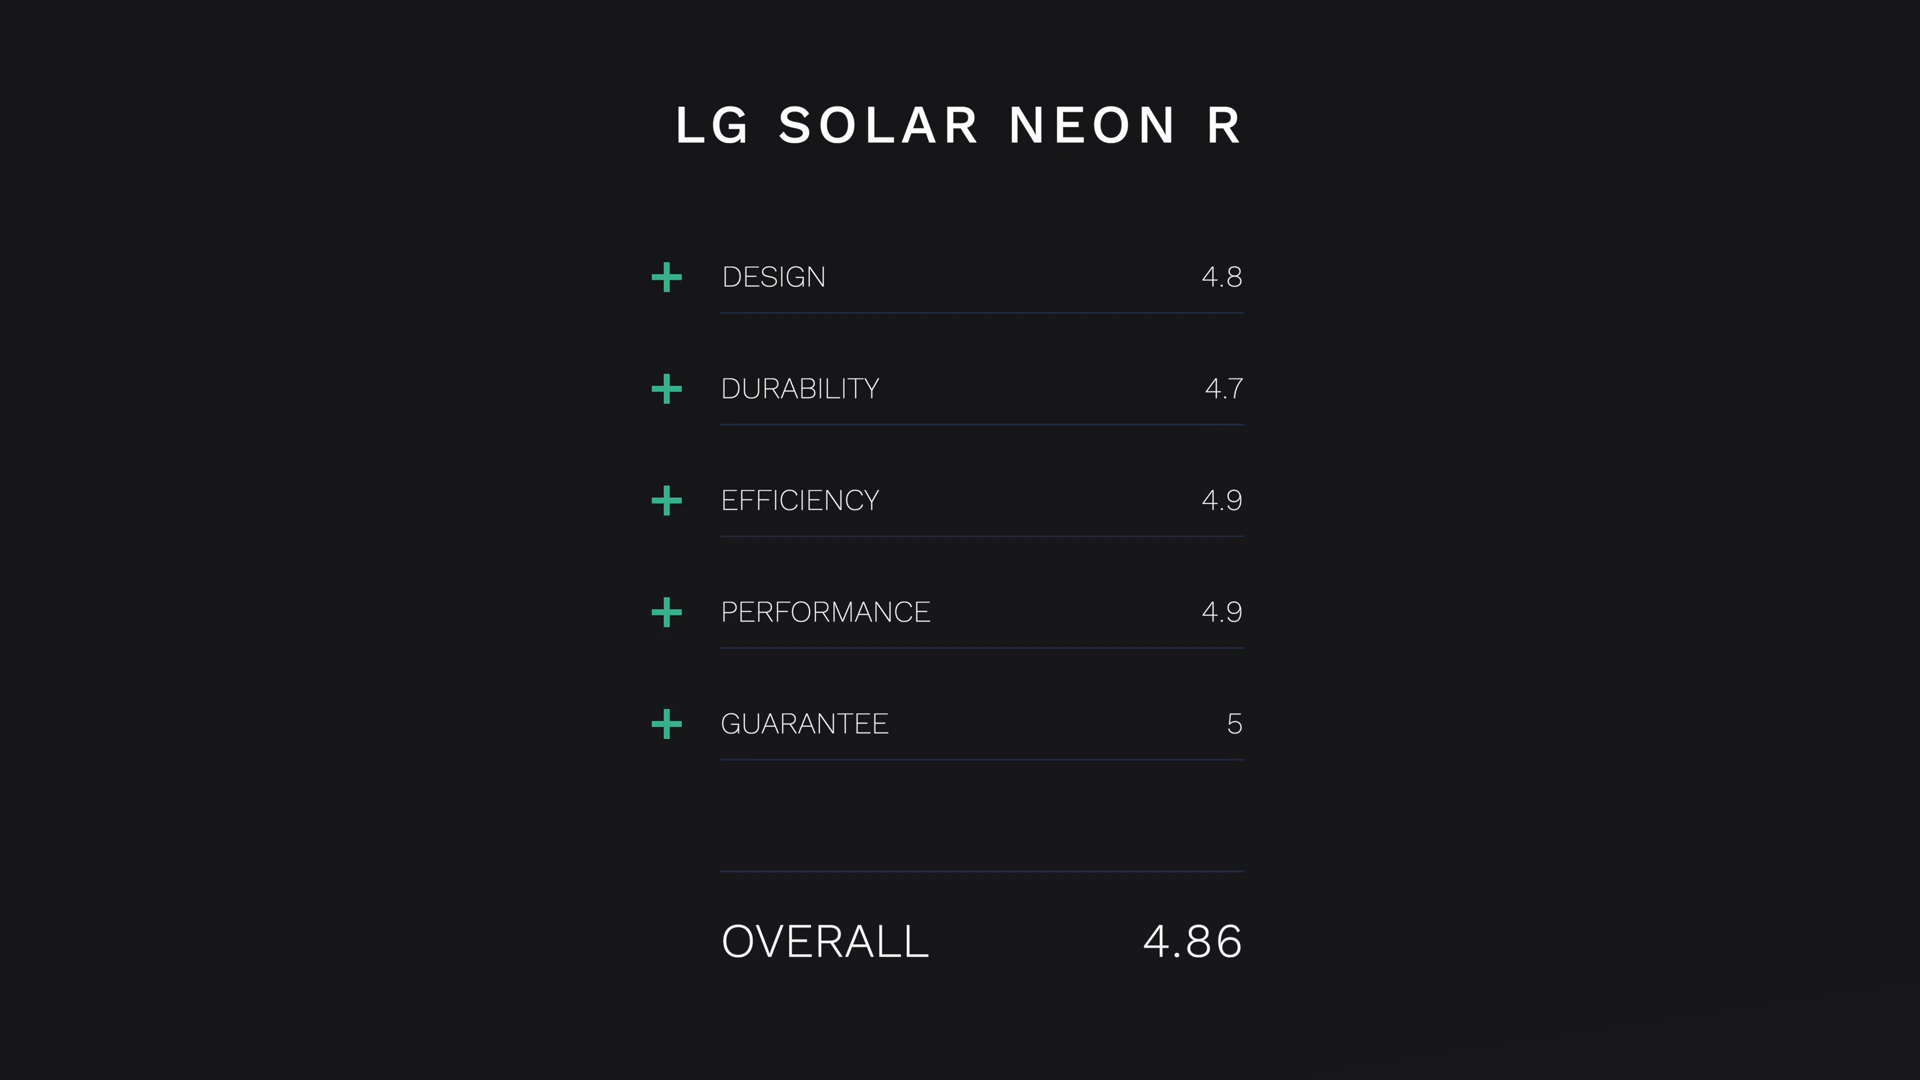 LG SOLAR NEON R
DESIGN 4.8
DURABILITY 4.7
EFFICIENCY 4.9
PERFORMANCE 4.9
GUARANTEE 5
OVERALL 4.86